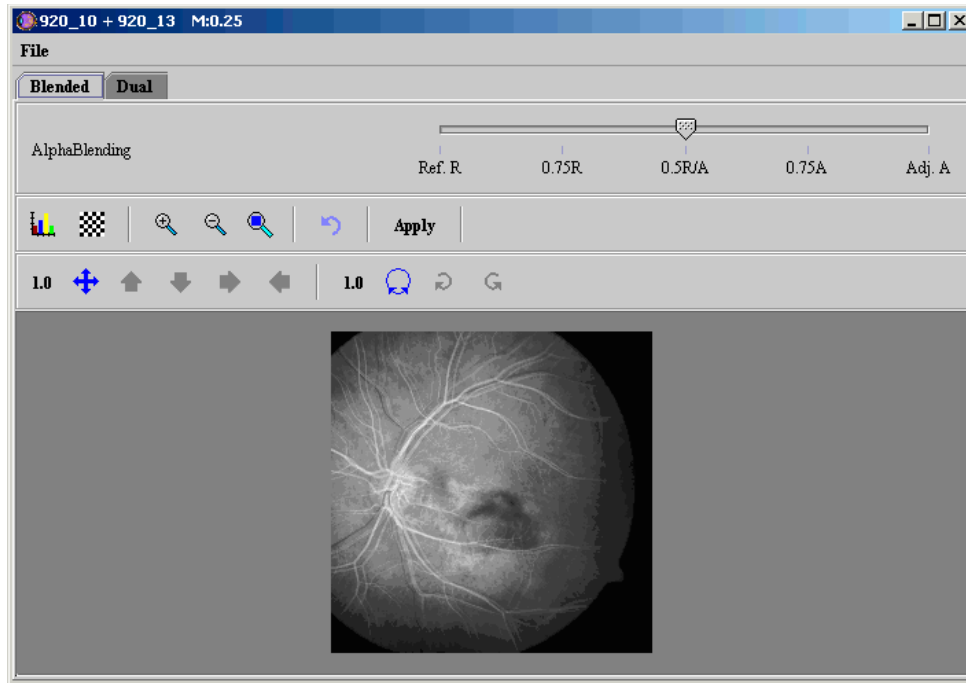 920_10 + 920_13 M:0.25
File
Blended Dual
AlphaBlending
Ref. R 0.75R 0.5R/A 0.75A Adj. A
Apply
1.0 1.0